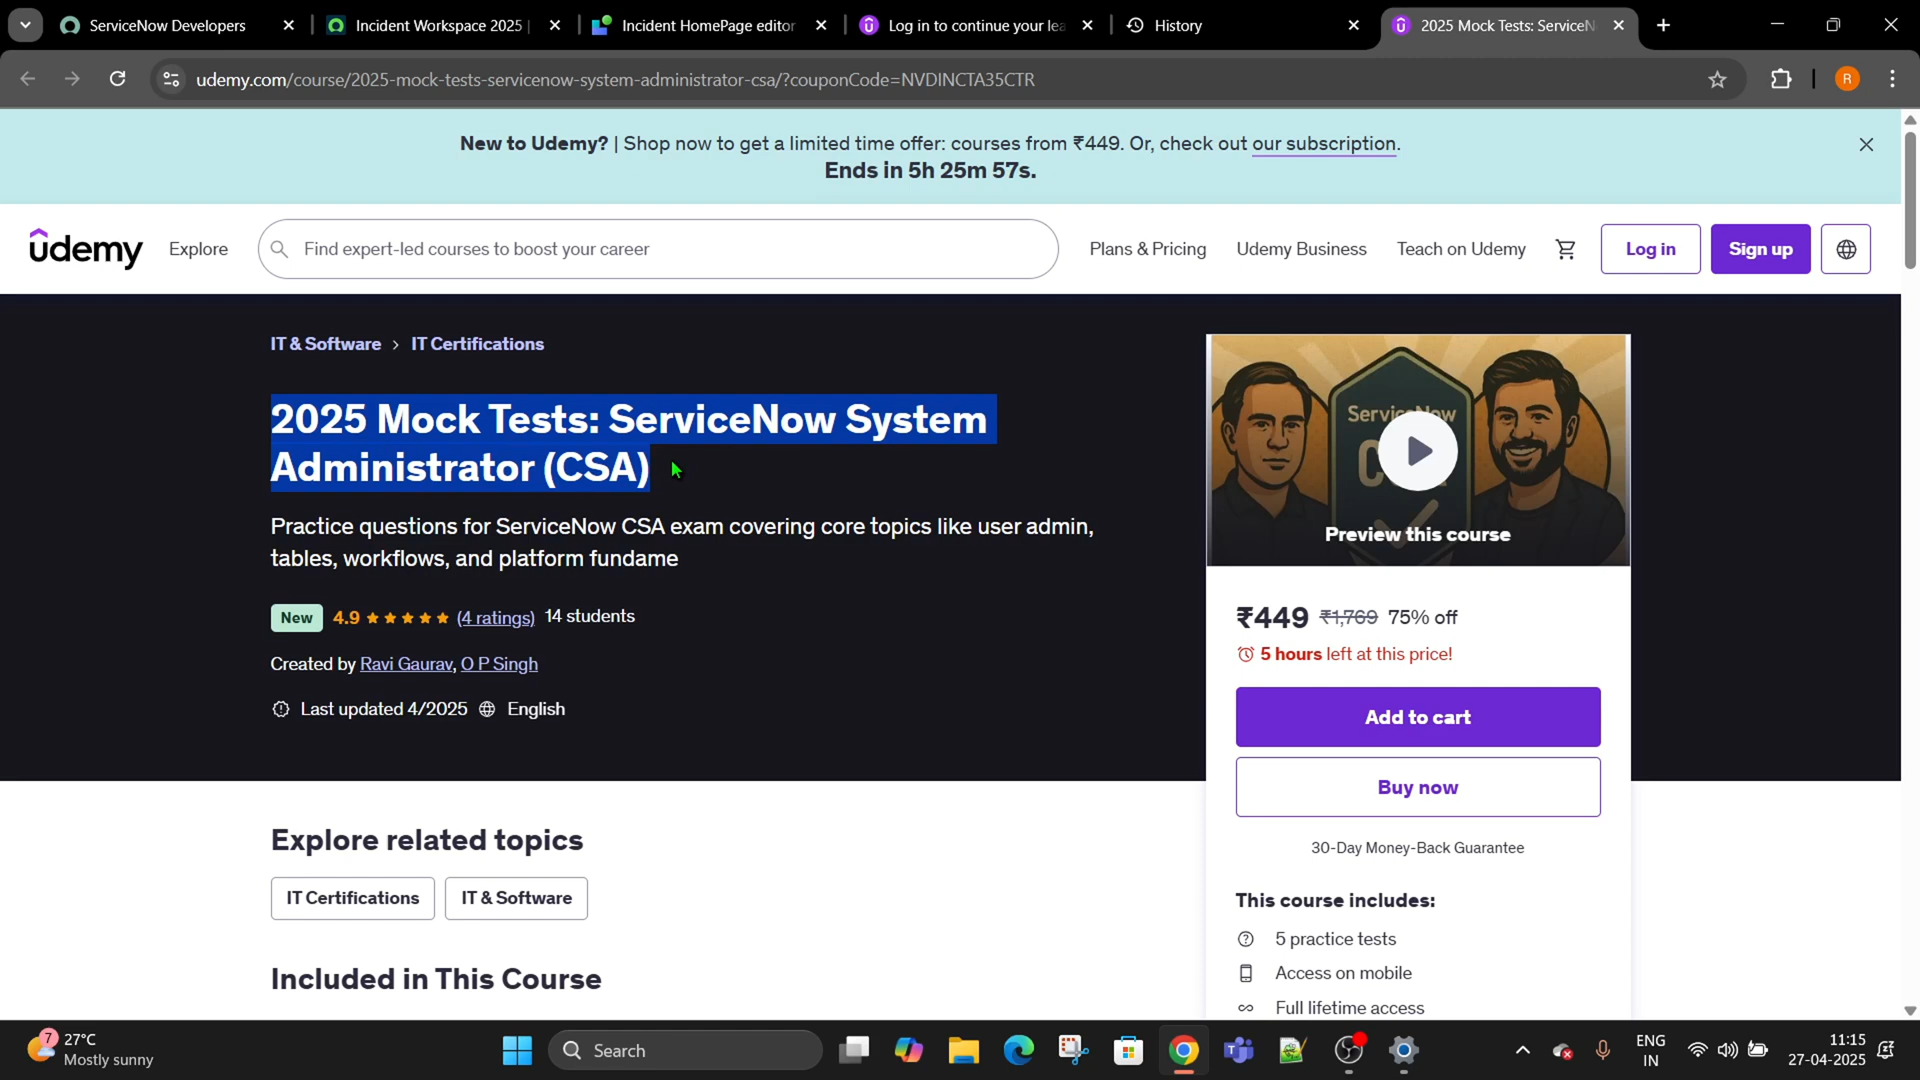 ServiceNow Developers
Incident Workspace 2025 |
Incident HomePage editor
Log in to continue your lea
History
2025 Mock Tests: ServiceN
udemy.com/course/2025-mock-tests-servicenow-system-administrator-csa/?couponCode=NVDINCTA35CTR
R
New to Udemy? | Shop now to get a limited time offer: courses from ₹449. Or, check out our subscription.
Ends in 5h 25m 57s.
udemy
Explore
Find expert-led courses to boost your career
Plans & Pricing
Udemy Business
Teach on Udemy
Log in
Sign up
IT & Software > IT Certifications
2025 Mock Tests: ServiceNow System
Administrator (CSA)
Practice questions for ServiceNow CSA exam covering core topics like user admin,
tables, workflows, and platform fundame
New 4.9 (4 ratings) 14 students
Created by Ravi Gaurav, O P Singh
Last updated 4/2025 English
ServiceNow
Preview this course
₹449 ₹1,769 75% off
5 hours left at this price!
Add to cart
Buy now
30-Day Money-Back Guarantee
This course includes:
5 practice tests
Access on mobile
Full lifetime access
Explore related topics
IT Certifications
IT & Software
Included in This Course
7
27°C
Mostly sunny
Search
ENG
IN
11:15
27-04-2025